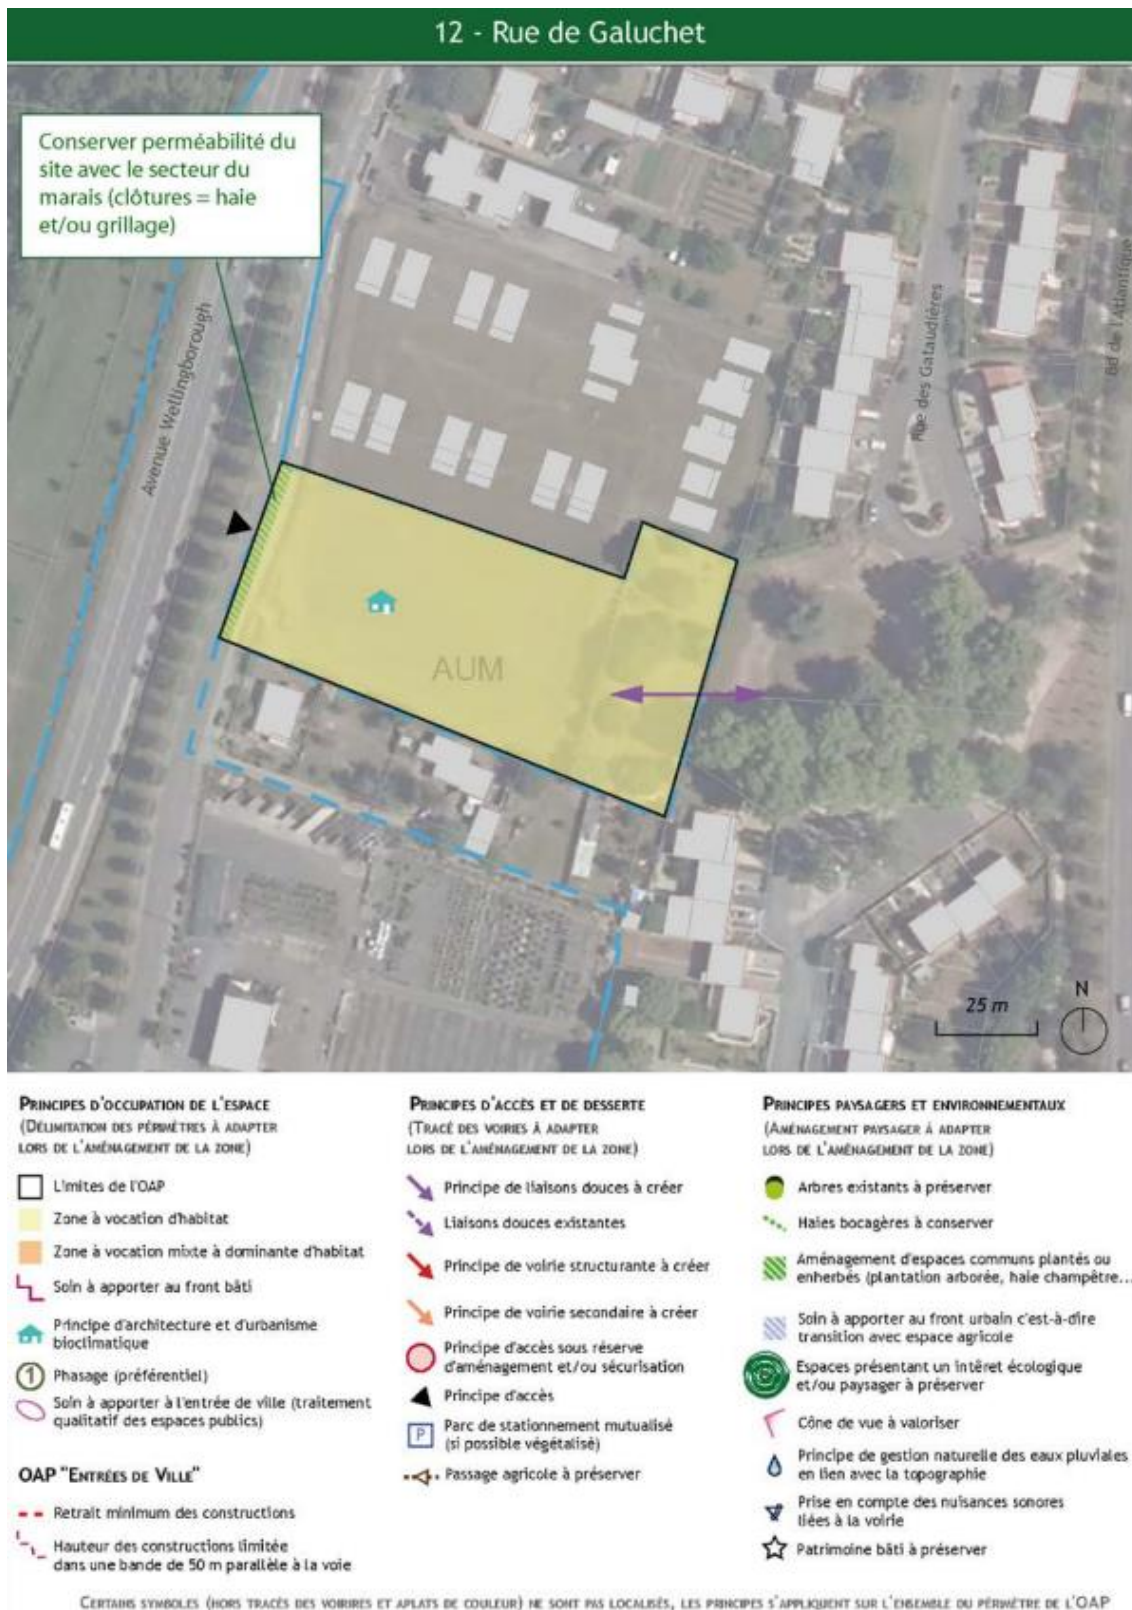 12 - Rue de Galuchet
Conserver perméabilité du
site avec le secteur du
marais (clôtures = haie
et/ou grillage)
Avenue Wellingborough
Rue des Gataudières
Bd de l'Atlantique
AUM
25 m
N
PRINCIPES D'OCCUPATION DE L'ESPACE
(DÉLIMITATION DES PÉRIMÈTRES À ADAPTER
LORS DE L'AMÉNAGEMENT DE LA ZONE)
Limites de l'OAP
Zone à vocation d'habitat
Zone à vocation mixte à dominante d'habitat
Soin à apporter au front bâti
Principe d'architecture et d'urbanisme
bioclimatique
1 Phasage (préférentiel)
Soin à apporter à l'entrée de ville (traitement
qualitatif des espaces publics)
OAP "ENTRÉES DE VILLE"
Retrait minimum des constructions
Hauteur des constructions limitée
dans une bande de 50 m parallèle à la voie
PRINCIPES D'ACCÈS ET DE DESSERTE
(TRACÉ DES VOIRIES À ADAPTER
LORS DE L'AMÉNAGEMENT DE LA ZONE)
Principe de liaisons douces à créer
Liaisons douces existantes
Principe de voirie structurante à créer
Principe de voirie secondaire à créer
Principe d'accès sous réserve
d'aménagement et/ou sécurisation
Principe d'accès
P Parc de stationnement mutualisé
(si possible végétalisé)
Passage agricole à préserver
PRINCIPES PAYSAGERS ET ENVIRONNEMENTAUX
(AMÉNAGEMENT PAYSAGER À ADAPTER
LORS DE L'AMÉNAGEMENT DE LA ZONE)
Arbres existants à préserver
Haies bocagères à conserver
Aménagement d'espaces communs plantés ou
enherbés (plantation arborée, haie champêtre...
Soin à apporter au front urbain c'est-à-dire
transition avec espace agricole
Espaces présentant un intéret écologique
et/ou paysager à préserver
Cône de vue à valoriser
Principe de gestion naturelle des eaux pluviales
en lien avec la topographie
Prise en compte des nuisances sonores
liées à la voirie
Patrimoine bâti à préserver
CERTAINS SYMBOLES (HORS TRACÉS DES VOIRIES ET APLATS DE COULEUR) NE SONT PAS LOCALISÉS, LES PRINCIPES S'APPLIQUENT SUR L'ENSEMBLE DU PÉRIMÈTRE DE L'OAP